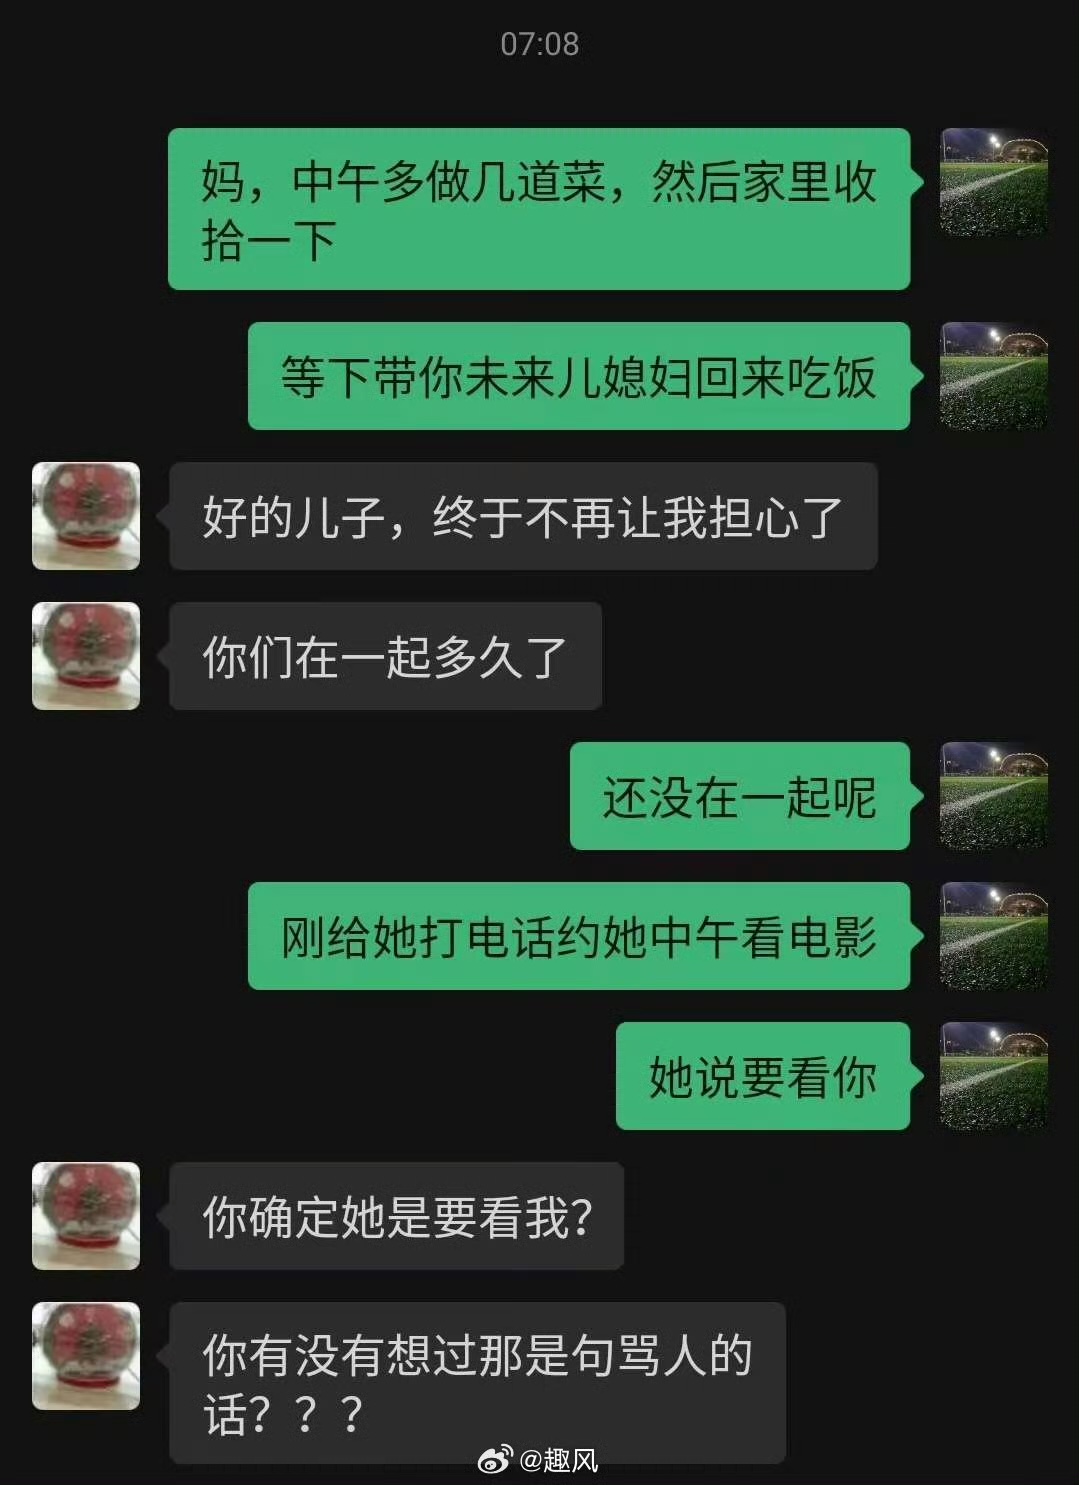 07:08
妈，中午多做几道菜，然后家里收
拾一下
等下带你未来儿媳妇回来吃饭
好的儿子，终于不再让我担心了
你们在一起多久了
还没在一起呢
刚给她打电话约她中午看电影
她说要看你
你确定她是要看我？
你有没有想过那是句骂人的
话？？？
@趣风